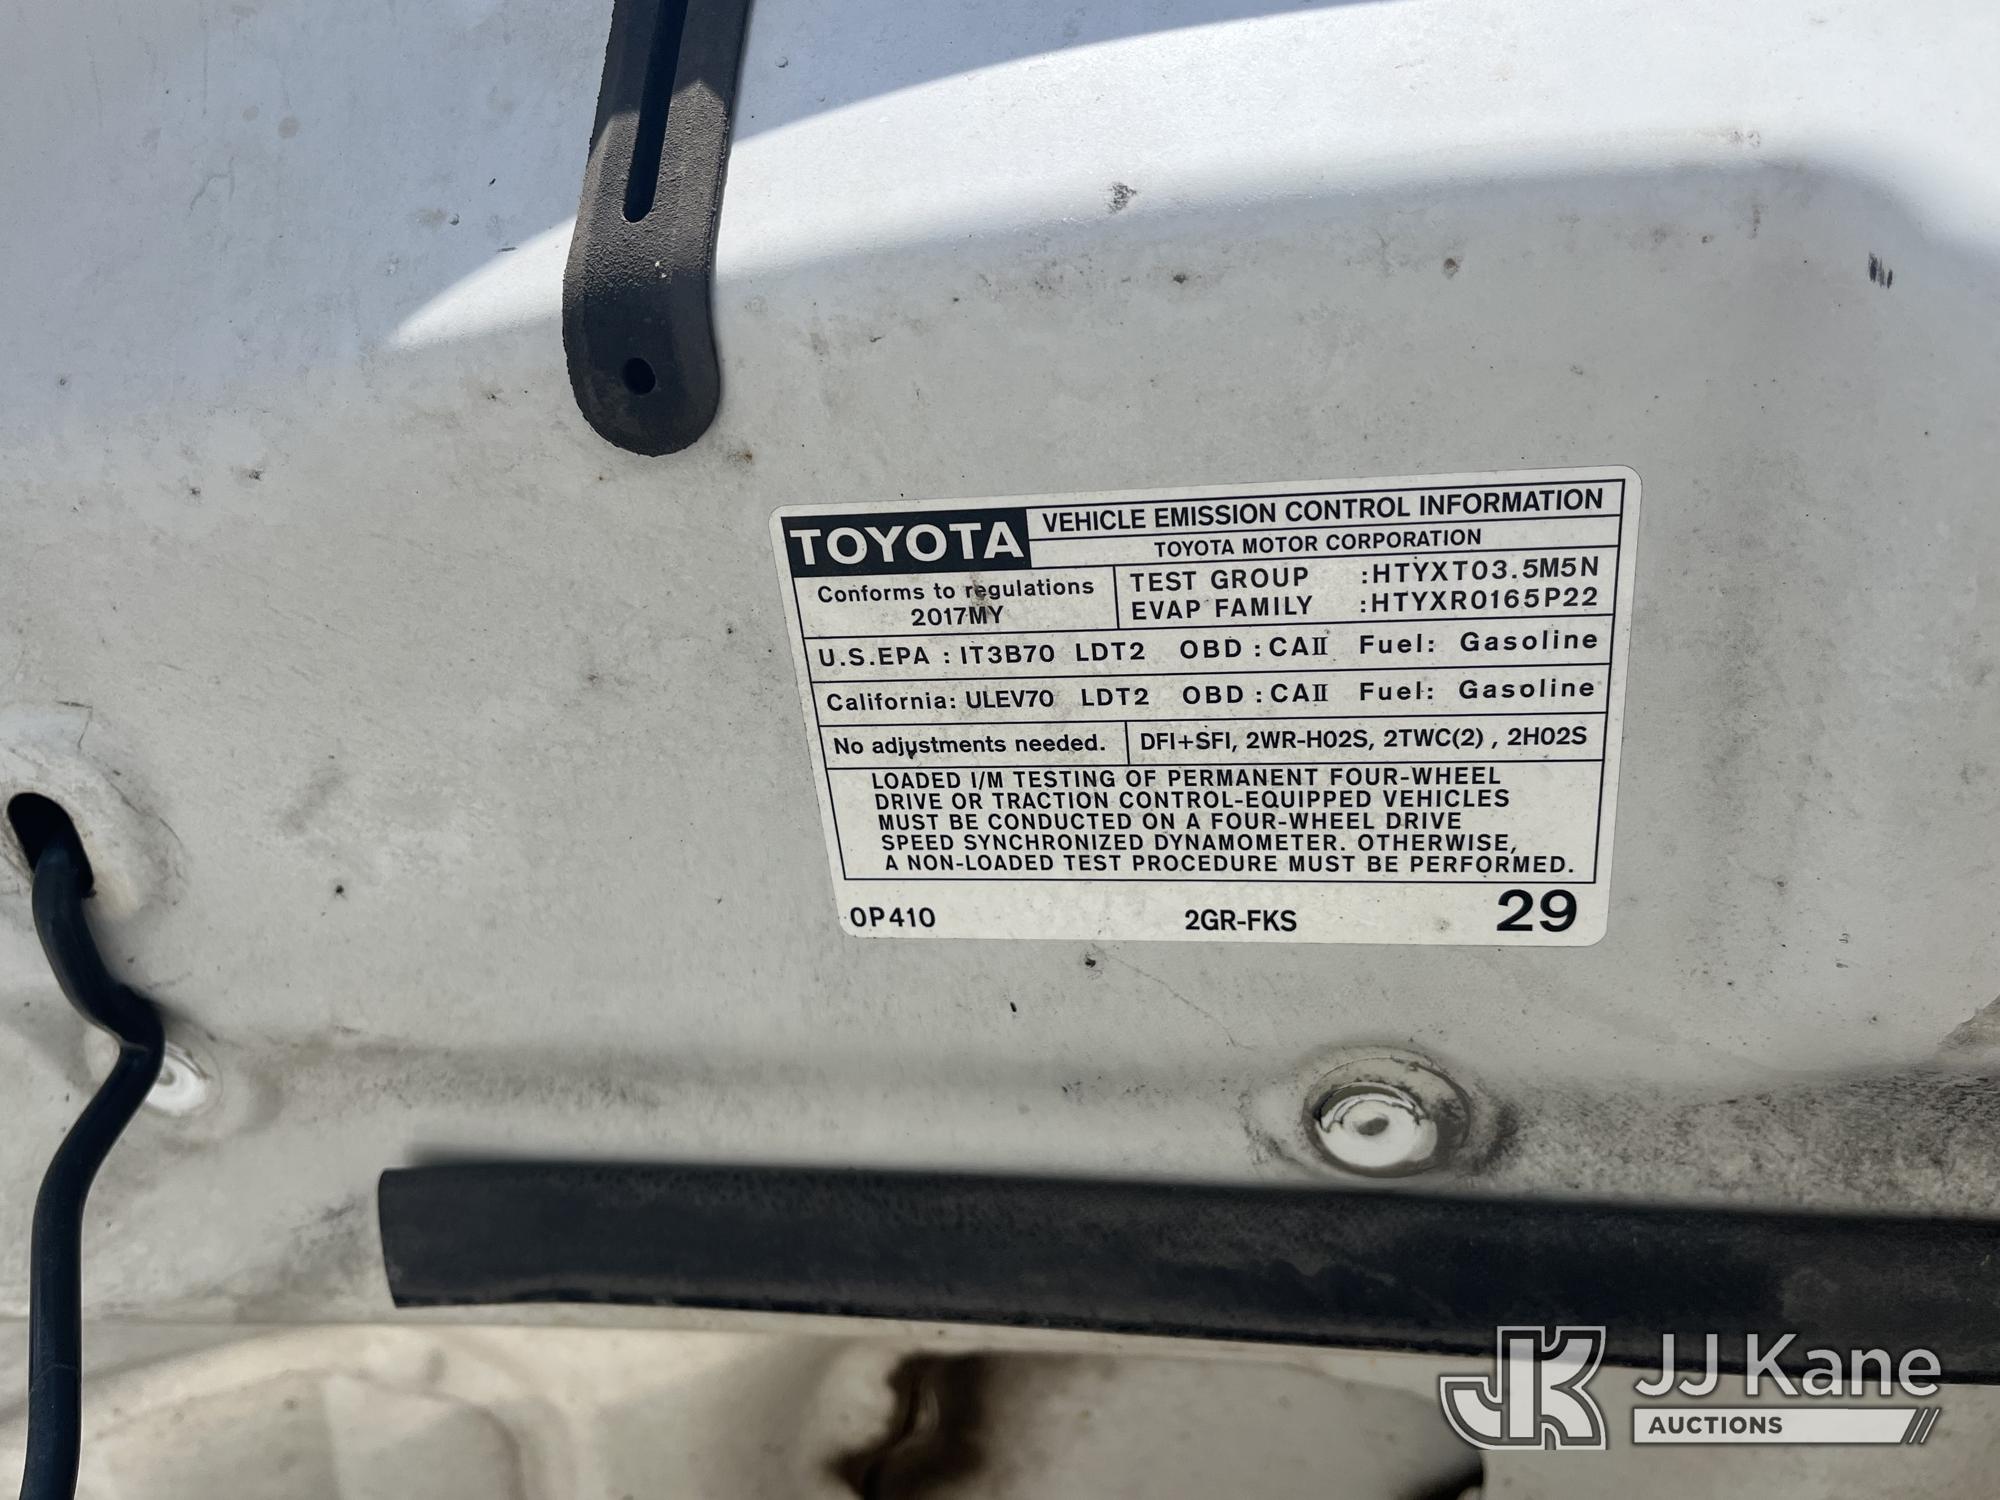 TOYOTA
VEHICLE EMISSION CONTROL INFORMATION
TOYOTA MOTOR CORPORATION
Conforms to regulations
2017MY
TEST GROUP :HTYXT03.5M5N
EVAP FAMILY :HTYXR0165P22
U.S.EPA : IT3B70 LDT2 OBD : CAⅡ Fuel: Gasoline
California: ULEV70 LDT2 OBD : CAⅡ Fuel: Gasoline
No adjustments needed.
DFI+SFI, 2WR-HO2S, 2TWC(2) , 2HO2S
LOADED I/M TESTING OF PERMANENT FOUR-WHEEL
DRIVE OR TRACTION CONTROL-EQUIPPED VEHICLES
MUST BE CONDUCTED ON A FOUR-WHEEL DRIVE
SPEED SYNCHRONIZED DYNAMOMETER. OTHERWISE,
A NON-LOADED TEST PROCEDURE MUST BE PERFORMED.
0P410 2GR-FKS 29
JK JJ Kane
AUCTIONS